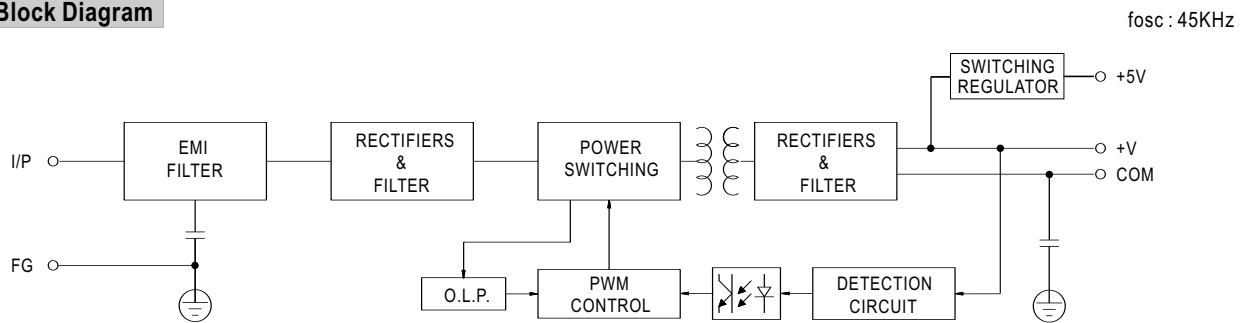 Block Diagram
fosc : 45KHz
SWITCHING
REGULATOR
+5V
I/P
EMI
FILTER
RECTIFIERS
&
FILTER
POWER
SWITCHING
RECTIFIERS
&
FILTER
+V
COM
FG
O.L.P.
PWM
CONTROL
DETECTION
CIRCUIT